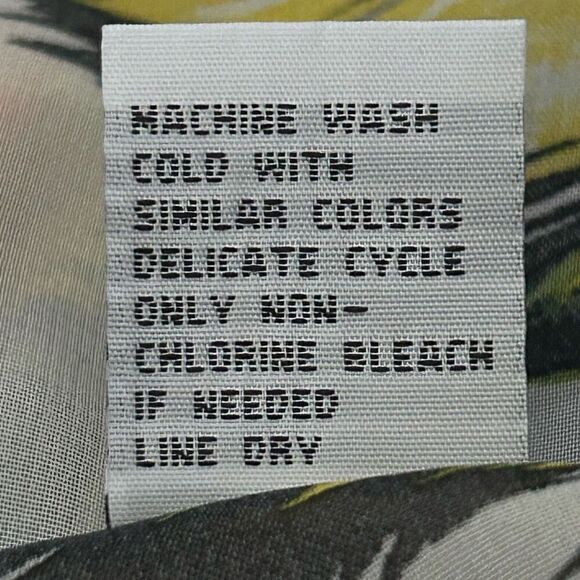 MACHINE WASH
COLD WITH
SIMILAR COLORS
DELICATE CYCLE
ONLY NON-
CHLORINE BLEACH
IF NEEDED
LINE DRY